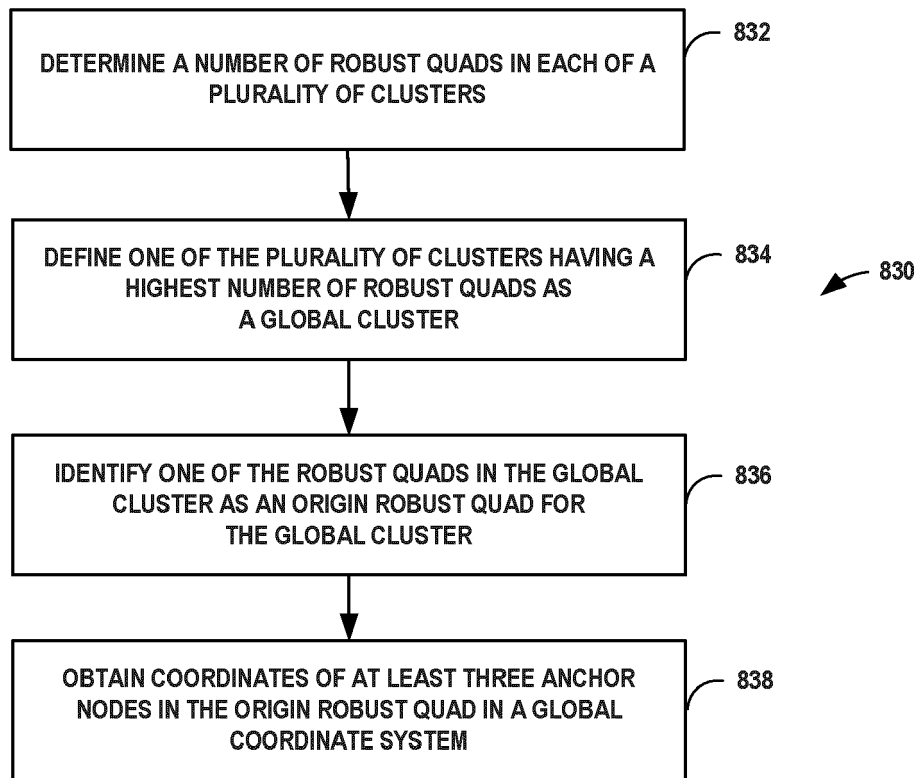 DETERMINE A NUMBER OF ROBUST QUADS IN EACH OF A
PLURALITY OF CLUSTERS
832
DEFINE ONE OF THE PLURALITY OF CLUSTERS HAVING A
HIGHEST NUMBER OF ROBUST QUADS AS
A GLOBAL CLUSTER
834
830
IDENTIFY ONE OF THE ROBUST QUADS IN THE GLOBAL
CLUSTER AS AN ORIGIN ROBUST QUAD FOR
THE GLOBAL CLUSTER
836
OBTAIN COORDINATES OF AT LEAST THREE ANCHOR
NODES IN THE ORIGIN ROBUST QUAD IN A GLOBAL
COORDINATE SYSTEM
838